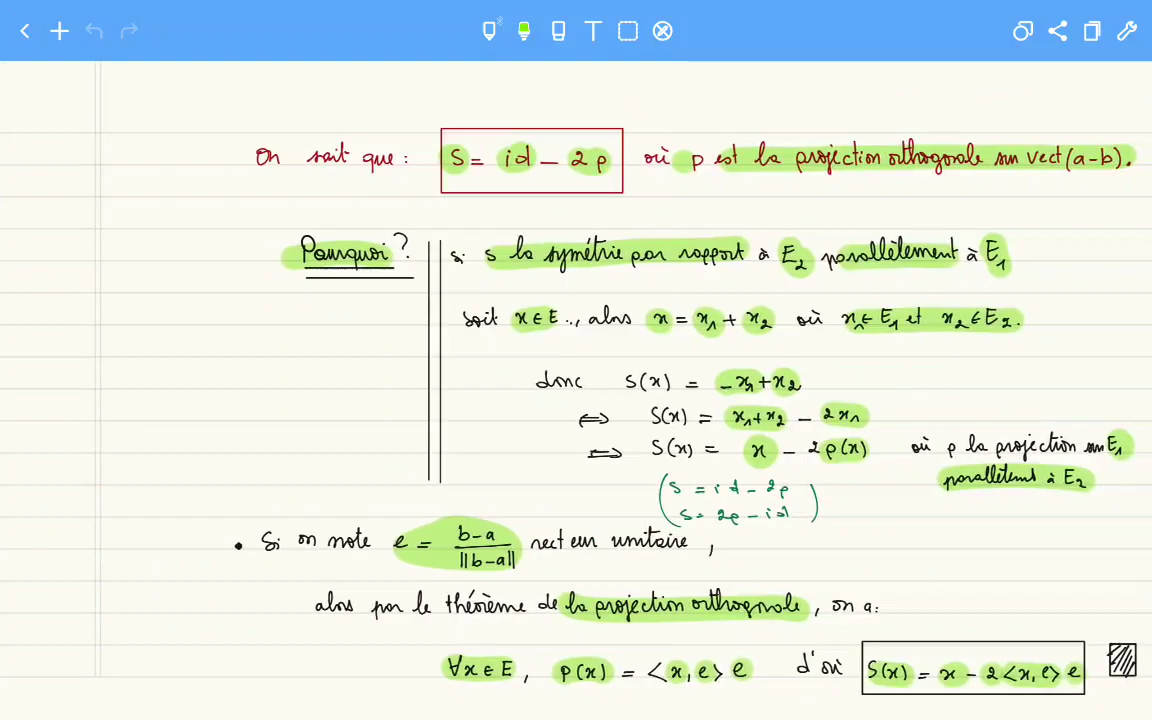 On sait que : S = id - 2p où p est la projection orthogonale sur vect(a-b).
Pourquoi ? si s la symétrie par rapport à E₂ parallèlement à E₁
soit x ∈ E .., alors x = x₁ + x₂ où x₁ ∈ E₁ et x₂ ∈ E₂.
donc S(x) = -x₁ + x₂
⟺ S(x) = x₁ + x₂ - 2x₁
⟺ S(x) = x - 2p(x) où p la projection sur E₁
parallèlement à E₂
(s = id - 2p
s = 2p - id)
• Si on note e = (b-a)/||b-a|| vecteur unitaire,
alors par le théorème de la projection orthogonale, on a :
∀x ∈ E, p(x) = <x, e> e d'où S(x) = x - 2<x, e> e